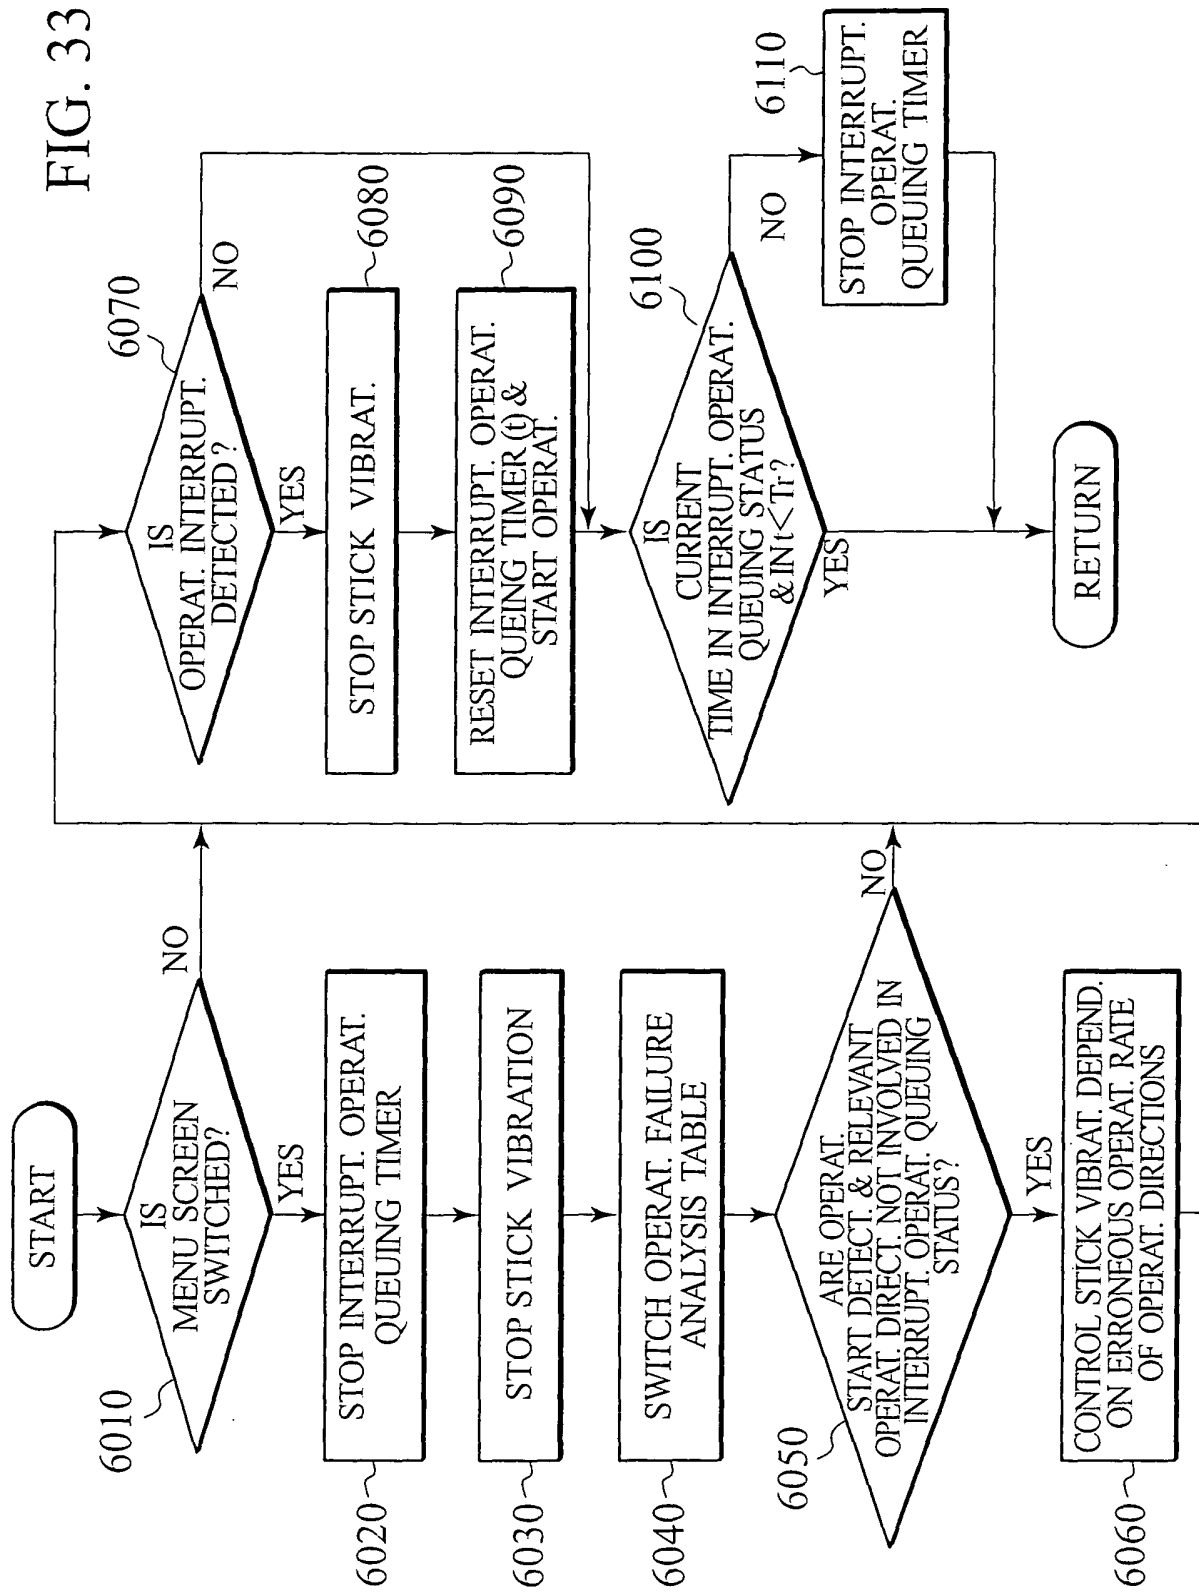 FIG. 33
START
IS
MENU SCREEN
SWITCHED?
6010
NO
YES
STOP INTERRUPT. OPERAT.
QUEUING TIMER
6020
STOP STICK VIBRATION
6030
SWITCH OPERAT. FAILURE
ANALYSIS TABLE
6040
ARE OPERAT.
START DETECT. & RELEVANT
OPERAT. DIRECT. NOT INVOLVED IN
INTERRUPT. OPERAT. QUEUING
STATUS?
6050
NO
YES
CONTROL STICK VIBRAT. DEPEND.
ON ERRONEOUS OPERAT. RATE
OF OPERAT. DIRECTIONS
6060
IS
OPERAT. INTERRUPT.
DETECTED?
6070
NO
YES
STOP STICK VIBRAT.
6080
RESET INTERRUPT. OPERAT.
QUEING TIMER (t) &
START OPERAT.
6090
IS
CURRENT
TIME IN INTERRUPT. OPERAT.
QUEUING STATUS
& INt<Tr?
6100
NO
YES
STOP INTERRUPT.
OPERAT.
QUEUING TIMER
6110
RETURN